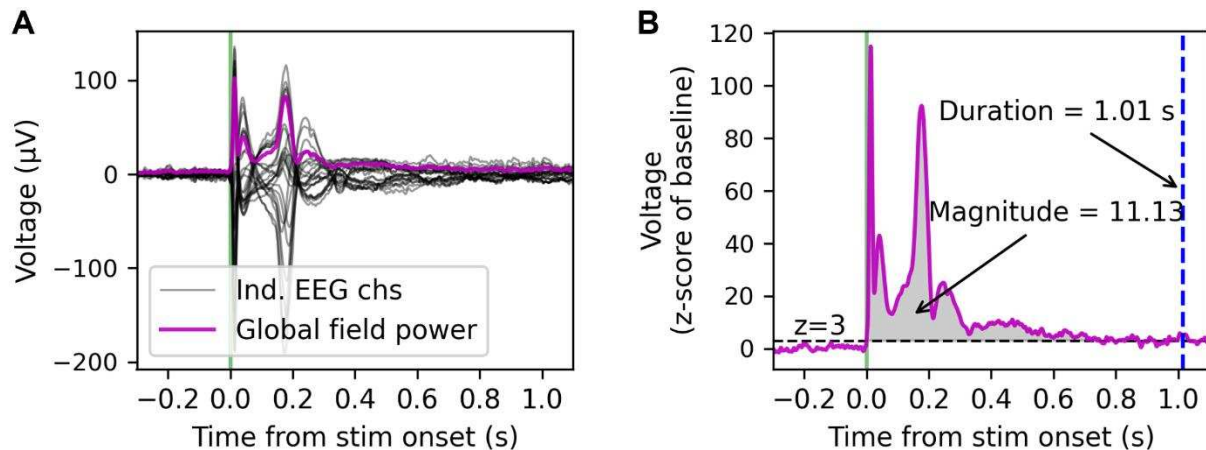 A
Voltage (µV)
100
0
−100
−200
Ind. EEG chs
Global field power
−0.2 0.0 0.2 0.4 0.6 0.8 1.0
Time from stim onset (s)
B
Voltage
(z-score of baseline)
120
100
80
60
40
20
0
Duration = 1.01 s
Magnitude = 11.13
z=3
−0.2 0.0 0.2 0.4 0.6 0.8 1.0
Time from stim onset (s)